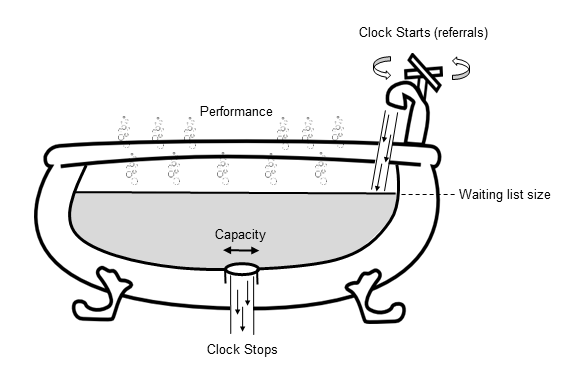 Clock Starts (referrals)
Performance
Waiting list size
Capacity
Clock Stops